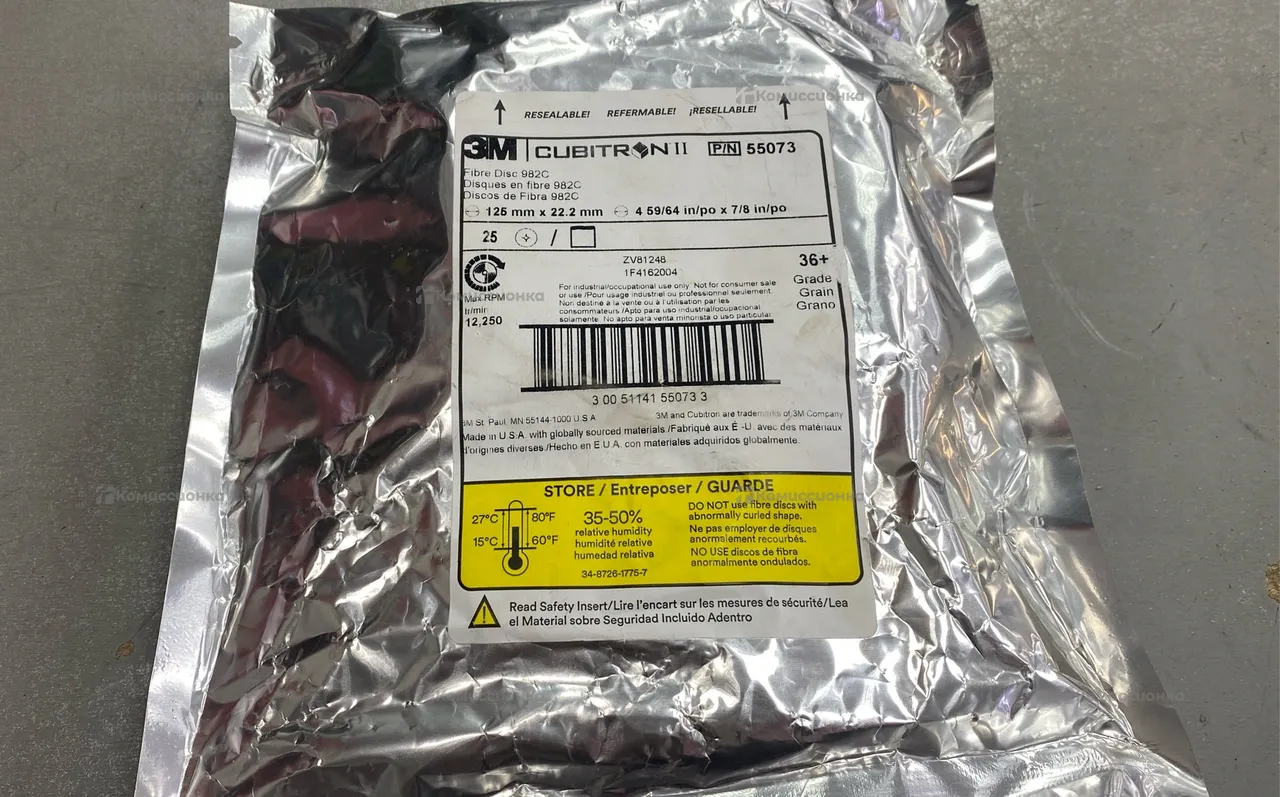 RESEALABLE! REFERMABLE! ¡RESELLABLE!
3M CUBITRON II P/N 55073
Fibre Disc 982C
Disques en fibre 982C
Discos de Fibra 982C
125 mm x 22.2 mm 4 59/64 in/po x 7/8 in/po
25 /
ZV81248
1F4162004
36+
Grade
Grain
Grano
Max RPM
tr/min
12,250
For industrial/occupational use only. Not for consumer sale
or use /Pour usage industriel ou professionnel seulement.
Non destiné à la vente ou à l'utilisation par les
consommateurs /Apto para uso industrial/ocupacional
solamente. No apto para venta minorista o uso particular
3 00 51141 55073 3
3M St. Paul, MN 55144-1000 U.S.A. 3M and Cubitron are trademarks of 3M Company
Made in U.S.A. with globally sourced materials /Fabriqué aux É.-U. avec des matériaux
d'origines diverses /Hecho en E.U.A. con materiales adquiridos globalmente.
STORE / Entreposer / GUARDE
27°C 80°F
15°C 60°F
35-50%
relative humidity
humidité relative
humedad relativa
34-8726-1775-7
DO NOT use fibre discs with
abnormally curled shape.
Ne pas employer de disques
anormalement recourbés.
NO USE discos de fibra
anormalmente ondulados.
Read Safety Insert/Lire l'encart sur les mesures de sécurité/Lea
el Material sobre Seguridad Incluido Adentro
Комиссионка
Комиссионка
Комиссионка
Комиссионка
Комиссионка